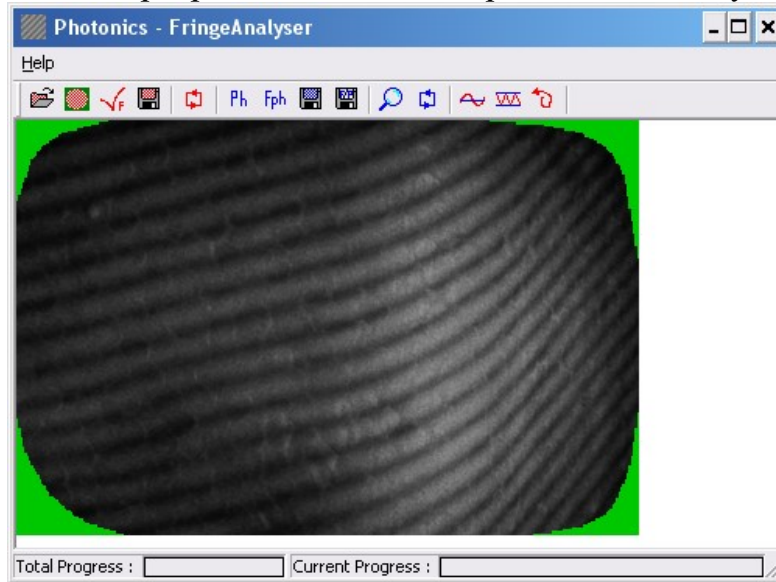 Photonics - FringeAnalyser
Help
F Ph Fph
Total Progress : Current Progress :